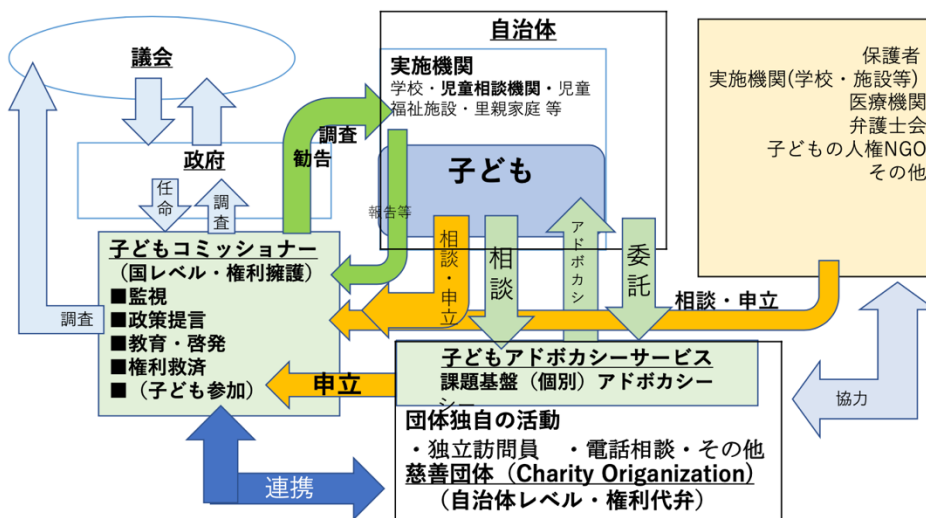 議会
政府
任命
調査
調査
勧告
調査
自治体
実施機関
学校・児童相談機関・児童
福祉施設・里親家庭 等
子ども
報告等
相談・申立
相談
アドボカシ
委託
保護者
実施機関(学校・施設等)
医療機関
弁護士会
子どもの人権NGO
その他
相談・申立
協力
子どもコミッショナー
（国レベル・権利擁護）
■監視
■政策提言
■教育・啓発
■権利救済
■（子ども参加）
申立
連携
子どもアドボカシーサービス
課題基盤（個別）アドボカシー
シー
団体独自の活動
・独立訪問員　・電話相談・その他
慈善団体（Charity Origanization）
（自治体レベル・権利代弁）